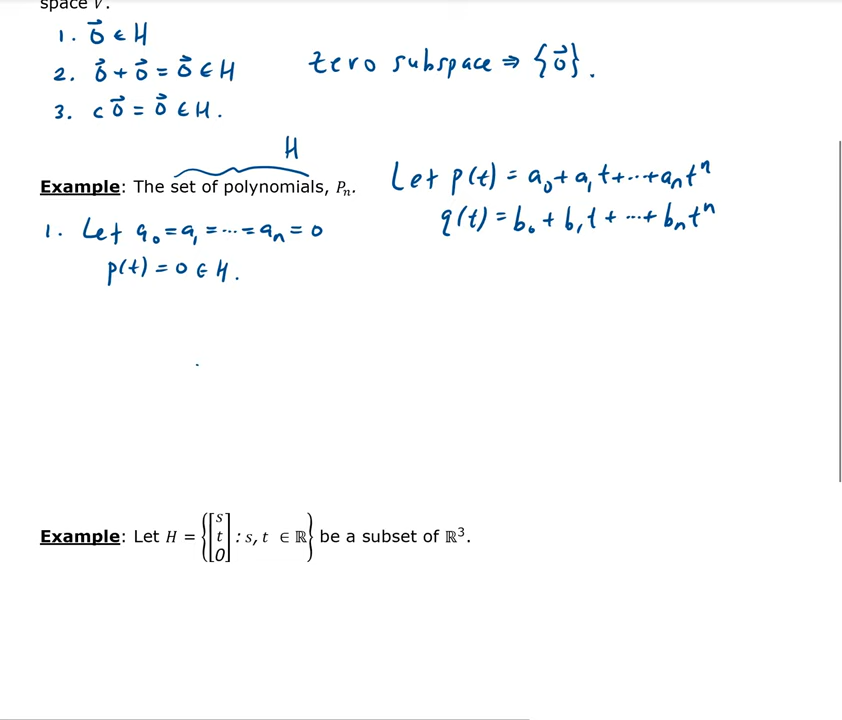 space V.
1. 0⃗ ∈ H
2. 0⃗ + 0⃗ = 0⃗ ∈ H
zero subspace ⇒ {0⃗}.
3. c 0⃗ = 0⃗ ∈ H.
H
Example: The set of polynomials, Pₙ.
Let p(t) = a₀ + a₁t + ... + aₙtⁿ
q(t) = b₀ + b₁t + ... + bₙtⁿ
1. Let a₀ = a₁ = ... = aₙ = 0
p(t) = 0 ∈ H.
Example: Let H = {[s t 0] : s, t ∈ ℝ} be a subset of ℝ³.